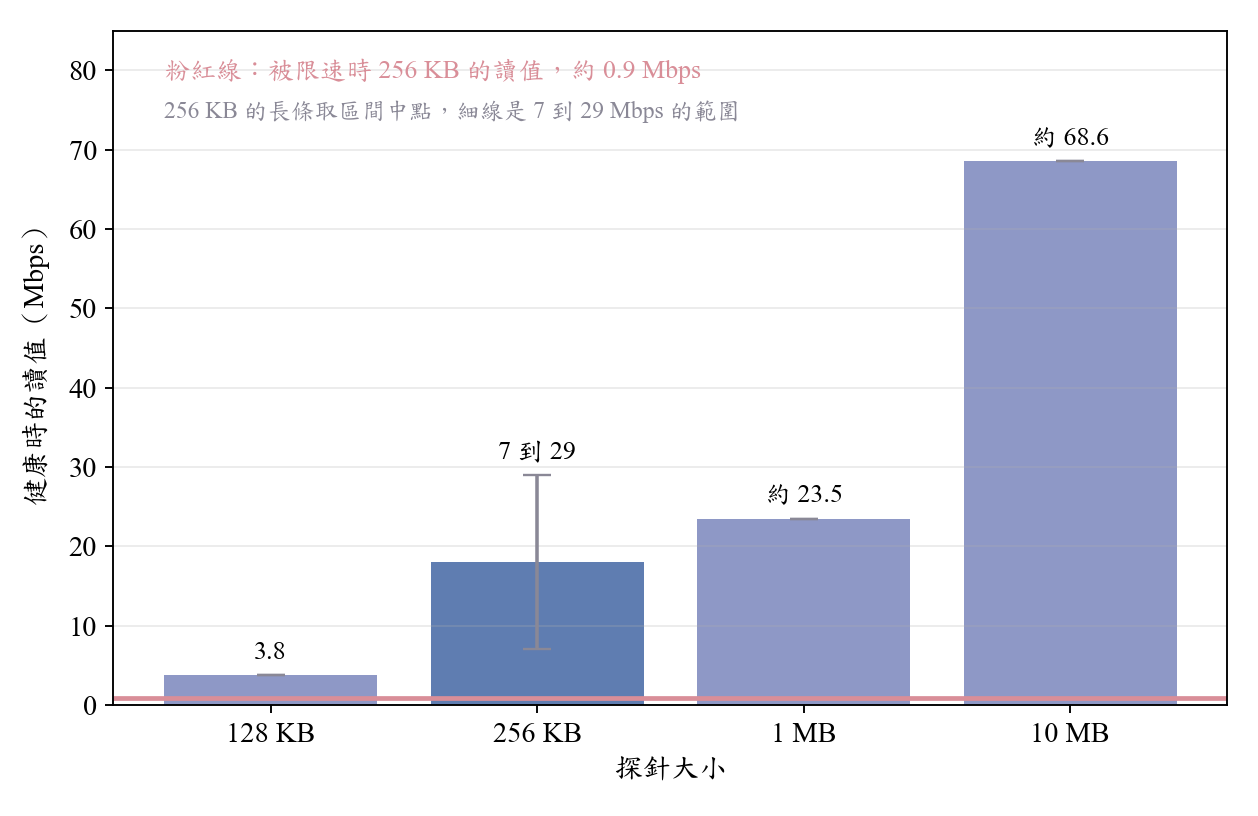 粉紅線：被限速時 256 KB 的讀值，約 0.9 Mbps
256 KB 的長條取區間中點，細線是 7 到 29 Mbps 的範圍
健康時的讀值（Mbps）
80
70
60
50
40
30
20
10
0
3.8
7 到 29
約 23.5
約 68.6
128 KB
256 KB
1 MB
10 MB
探針大小